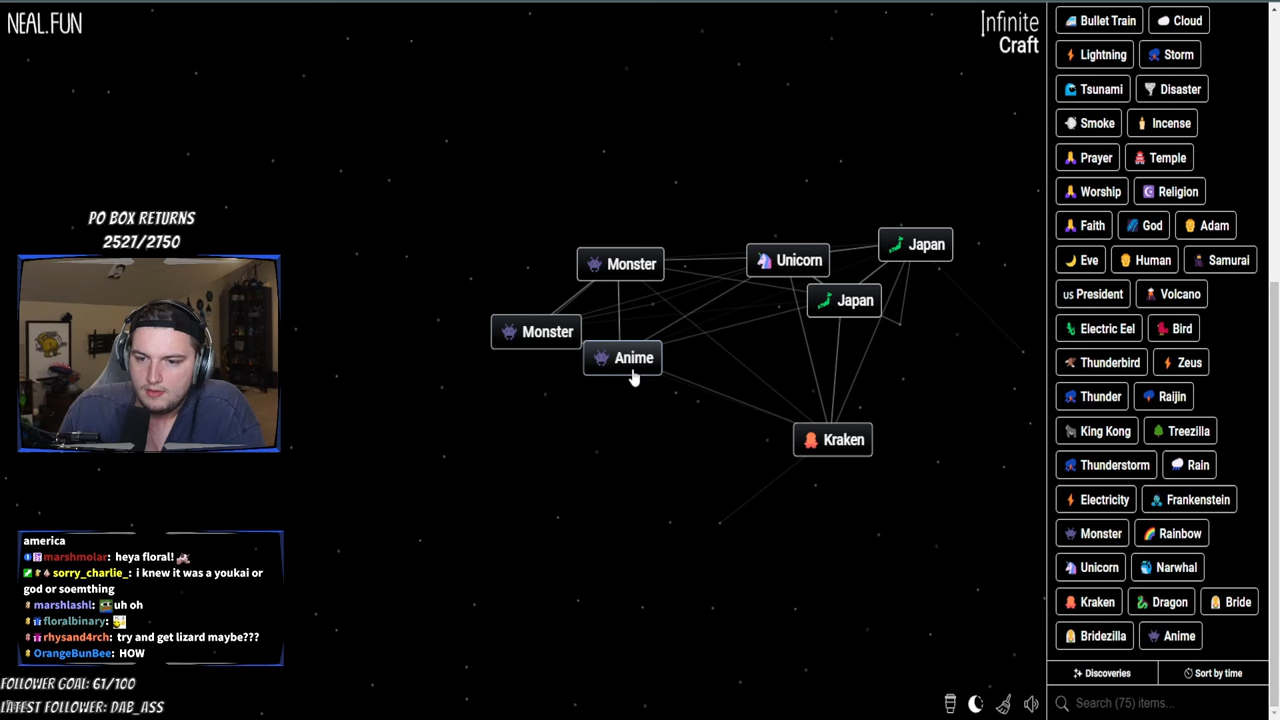 NEAL.FUN
Infinite
Craft
PO BOX RETURNS
2527/2750
Monster
Unicorn
Japan
Japan
Monster
Anime
Kraken
america
marshmolar: heya floral!
sorry_charlie_: i knew it was a youkai or
god or soemthing
marshlashl: uh oh
floralbinary:
rhysand4rch: try and get lizard maybe???
OrangeBunBee: HOW
FOLLOWER GOAL: 61/100
LATEST FOLLOWER: DAB_ASS
Bullet Train Cloud
Lightning Storm
Tsunami Disaster
Smoke Incense
Prayer Temple
Worship Religion
Faith God Adam
Eve Human Samurai
US President Volcano
Electric Eel Bird
Thunderbird Zeus
Thunder Raijin
King Kong Treezilla
Thunderstorm Rain
Electricity Frankenstein
Monster Rainbow
Unicorn Narwhal
Kraken Dragon Bride
Bridezilla Anime
Discoveries Sort by time
Search (75) items...